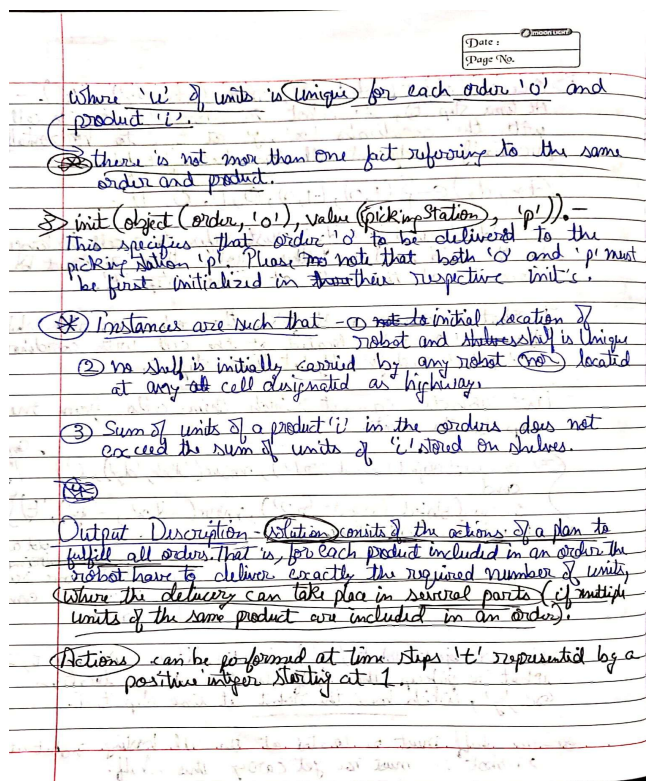 moon light
Date :
Page No.
where 'u' of units is unique for each order 'o' and
product 'i'.
there is not more than one fact referring to the same
order and product.
init (object (order, 'o'), value (pickingStation, 'p')). -
This specifies that order 'o' to be delivered to the
picking station 'p'. Please note that both 'o' and 'p' must
be first initialized in their respective init's.
* Instances are such that - ① initial location of
robot and shelf is Unique
② no shelf is initially carried by any robot nor located
at any cell designated as highway.
③ Sum of units of a product 'i' in the orders does not
exceed the sum of units of 'i' stored on shelves.
Output Description - solution consits of the actions of a plan to
fulfill all orders. That is, for each product included in an order the
robot have to deliver exactly the required number of units,
where the delivery can take place in several parts (if multiple
units of the same product are included in an order).
Actions can be performed at time steps 't' represented by a
positive integer starting at 1.